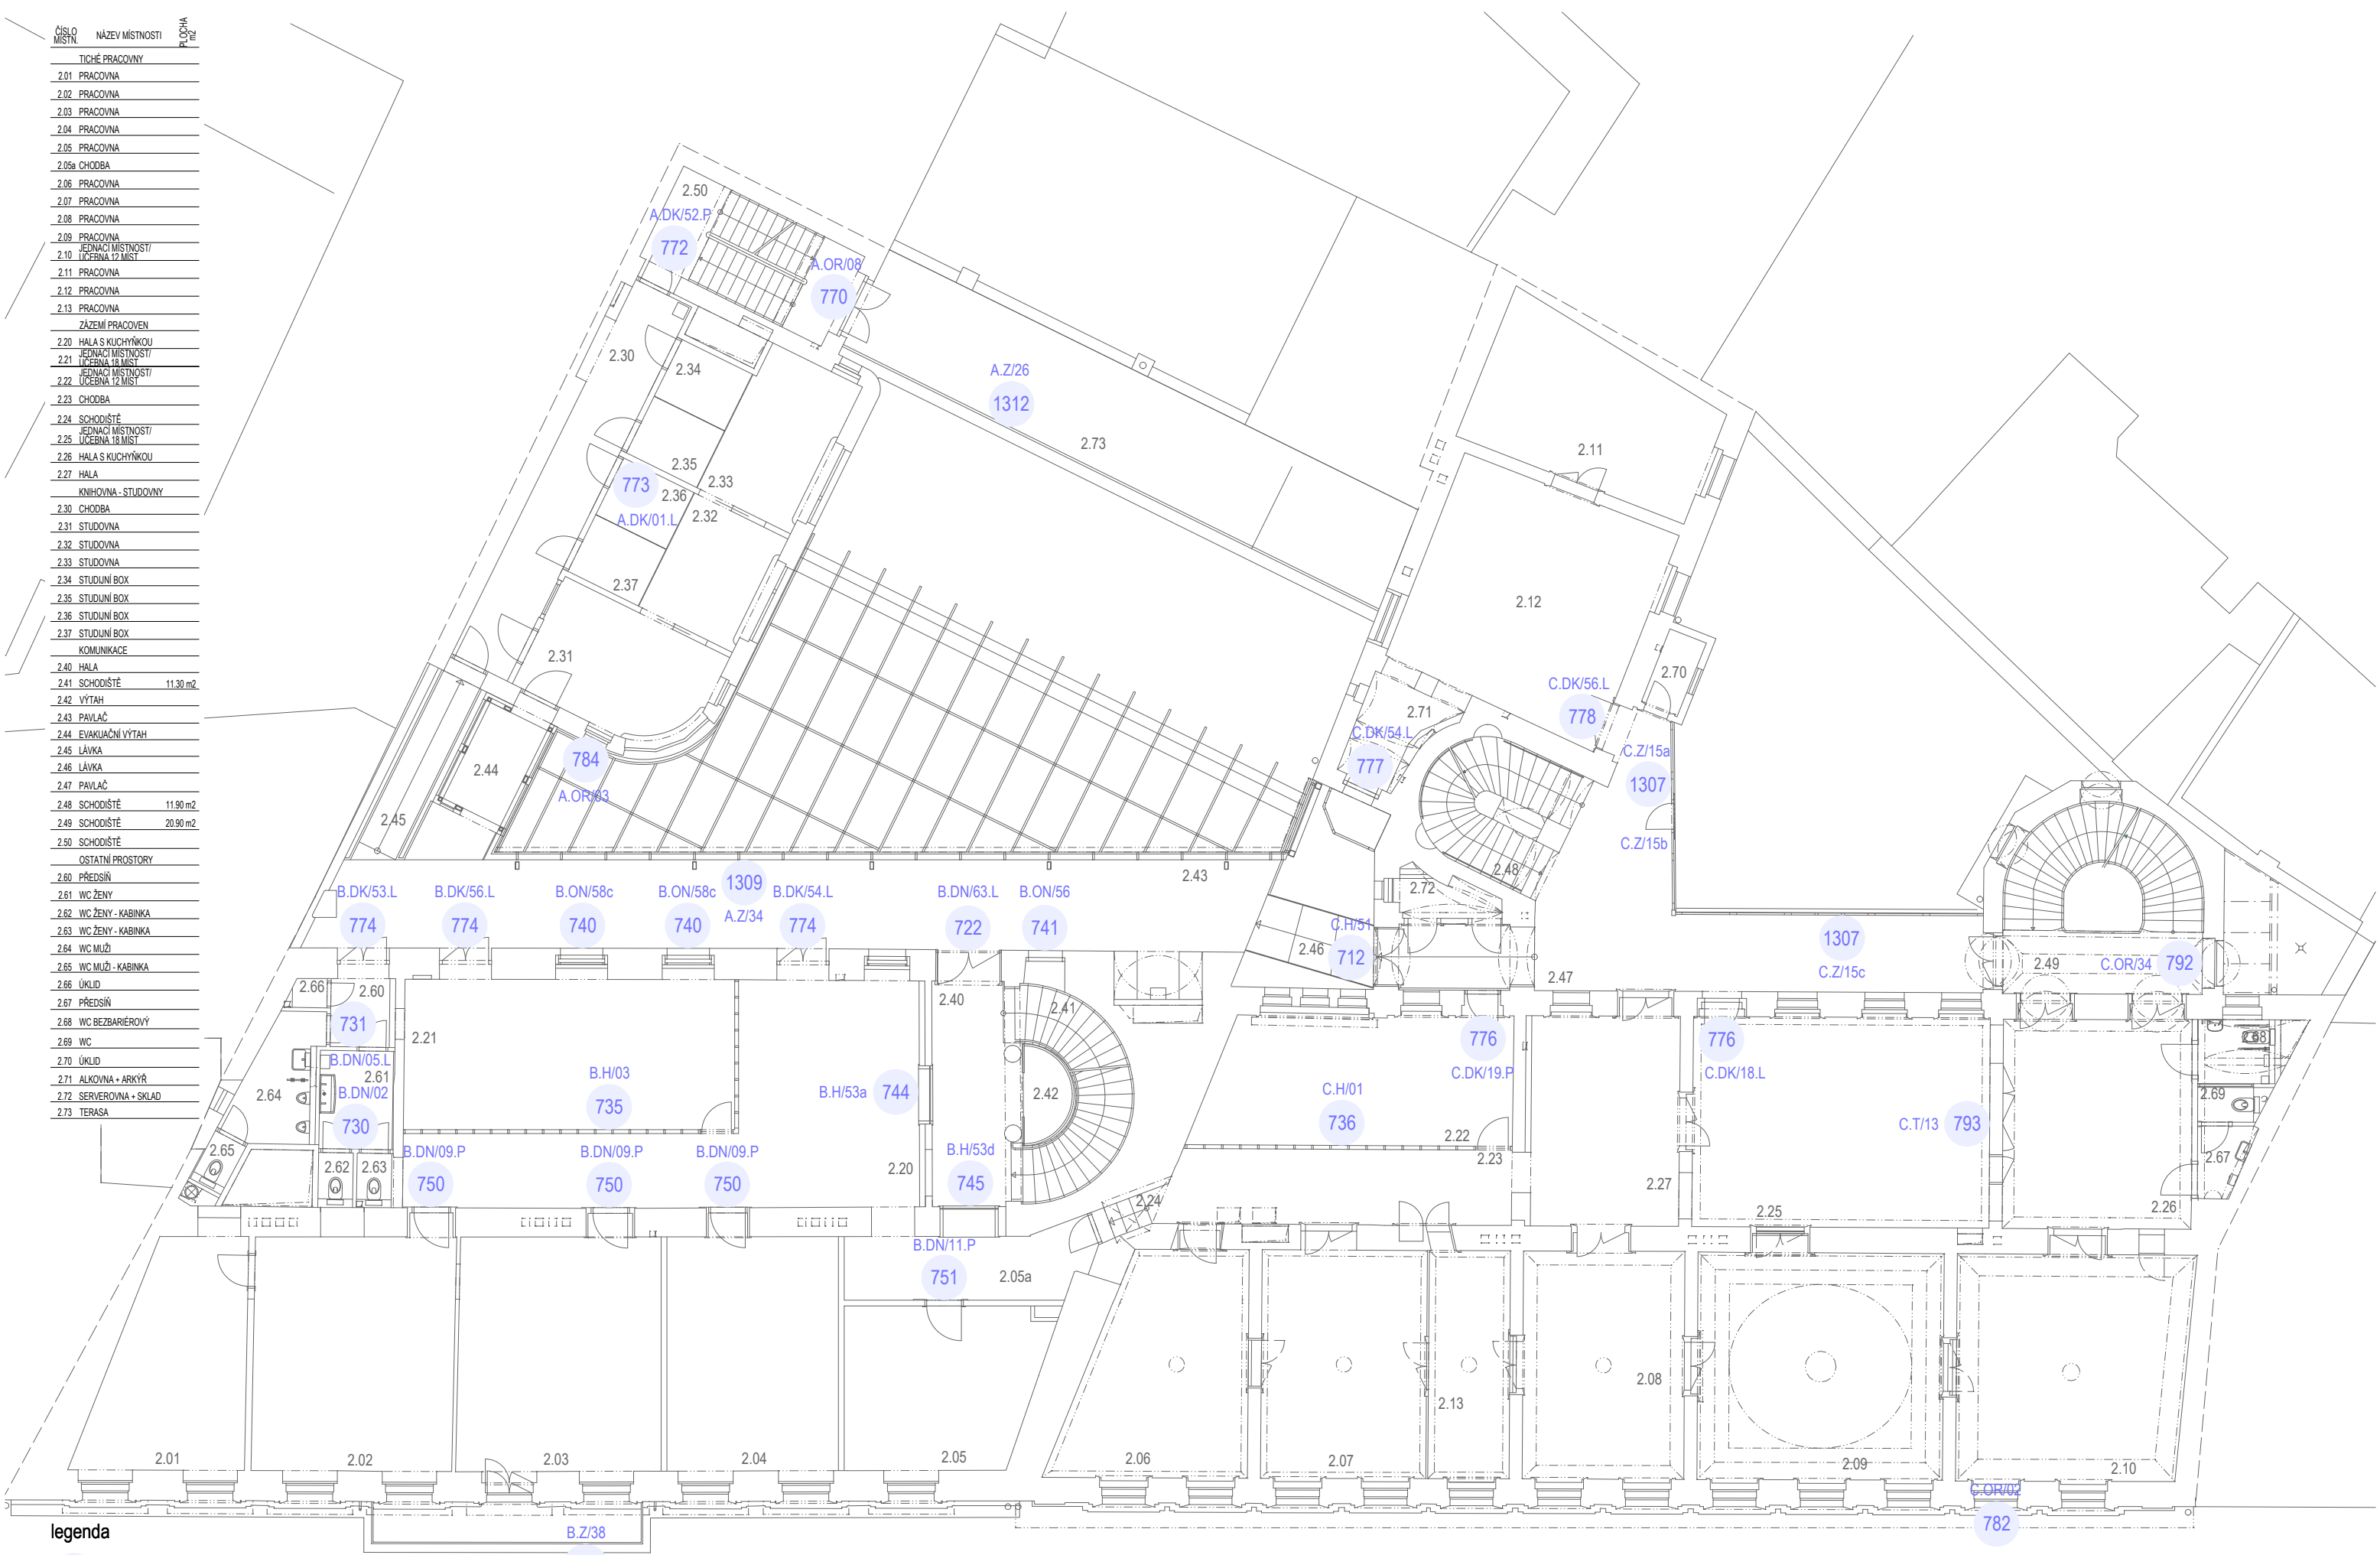 ČÍSLO MÍSTN. NÁZEV MÍSTNOSTI PLOCHA m2
TICHÉ PRACOVNY
2.01 PRACOVNA
2.02 PRACOVNA
2.03 PRACOVNA
2.04 PRACOVNA
2.05 PRACOVNA
2.05a CHODBA
2.06 PRACOVNA
2.07 PRACOVNA
2.08 PRACOVNA
2.09 PRACOVNA
2.10 JEDNACÍ MÍSTNOST/ UČEBNA 12 MÍST
2.11 PRACOVNA
2.12 PRACOVNA
2.13 PRACOVNA
ZÁZEMÍ PRACOVEN
2.20 HALA S KUCHYŇKOU
2.21 JEDNACÍ MÍSTNOST/ UČEBNA 18 MÍST
2.22 JEDNACÍ MÍSTNOST/ UČEBNA 12 MÍST
2.23 CHODBA
2.24 SCHODIŠTĚ
2.25 JEDNACÍ MÍSTNOST/ UČEBNA 18 MÍST
2.26 HALA S KUCHYŇKOU
2.27 HALA
KNIHOVNA - STUDOVNY
2.30 CHODBA
2.31 STUDOVNA
2.32 STUDOVNA
2.33 STUDOVNA
2.34 STUDIJNÍ BOX
2.35 STUDIJNÍ BOX
2.36 STUDIJNÍ BOX
2.37 STUDIJNÍ BOX
KOMUNIKACE
2.40 HALA
2.41 SCHODIŠTĚ 11.30 m2
2.42 VÝTAH
2.43 PAVLAČ
2.44 EVAKUAČNÍ VÝTAH
2.45 LÁVKA
2.46 LÁVKA
2.47 PAVLAČ
2.48 SCHODIŠTĚ 11.90 m2
2.49 SCHODIŠTĚ 20.90 m2
2.50 SCHODIŠTĚ
OSTATNÍ PROSTORY
2.60 PŘEDSÍŇ
2.61 WC ŽENY
2.62 WC ŽENY - KABINKA
2.63 WC ŽENY - KABINKA
2.64 WC MUŽI
2.65 WC MUŽI - KABINKA
2.66 ÚKLID
2.67 PŘEDSÍŇ
2.68 WC BEZBARIÉROVÝ
2.69 WC
2.70 ÚKLID
2.71 ALKOVNA + ARKÝŘ
2.72 SERVEROVNA + SKLAD
2.73 TERASA
legenda
2.50
A.DK/52.P
772
A.OR/08
770
2.30
2.34
A.Z/26
1312
2.73
2.11
2.35
2.33
773
2.36
A.DK/01.L
2.32
2.37
2.12
2.31
2.70
C.DK/56.L
778
2.71
C.DK/54.L
777
784
A.OR/03
2.44
C.Z/15a
1307
2.45
C.Z/15b
2.48
2.43
2.72
B.DK/53.L
774
B.DK/56.L
774
B.ON/58c
740
B.ON/58c
740
1309
A.Z/34
B.DK/54.L
774
B.DN/63.L
722
B.ON/56
741
C.H/51
712
2.46
1307
C.Z/15c
2.47
2.49
C.OR/34
792
2.66
2.60
2.40
2.41
731
2.21
B.DN/05.L
2.61
B.DN/02
730
2.64
B.H/03
735
B.H/53a
744
2.42
776
C.DK/19.P
776
C.DK/18.L
2.68
C.H/01
736
2.69
C.T/13
793
2.22
2.65
B.DN/09.P
750
B.DN/09.P
750
B.DN/09.P
750
B.H/53d
745
2.62
2.63
2.20
2.23
2.67
2.27
2.24
2.25
2.26
B.DN/11.P
751
2.05a
2.08
2.13
2.01
2.02
2.03
2.04
2.05
2.06
2.07
2.09
2.10
C.OR/02
782
B.Z/38